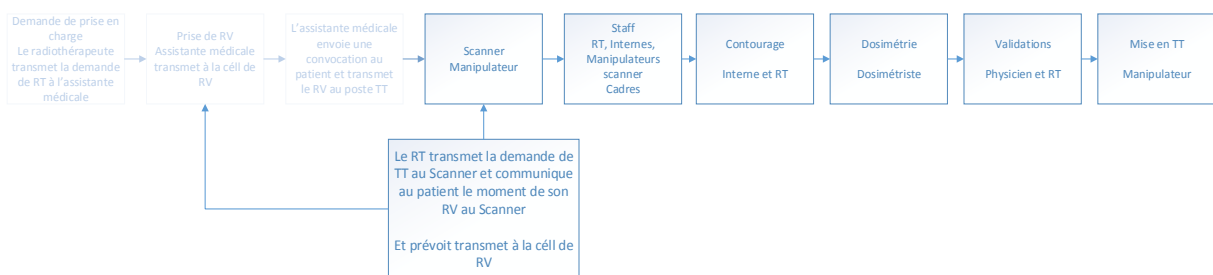 Demande de prise en
charge
Le radiothérapeute
transmet la demande
de RT à l'assistante
médicale
Prise de RV
Assistante médicale
transmet à la céll de
RV
L'assistante médicale
envoie une
convocation au
patient et transmet
le RV au poste TT
Scanner
Manipulateur
Staff
RT, Internes,
Manipulateurs
scanner
Cadres
Contourage
Interne et RT
Dosimétrie
Dosimétriste
Validations
Physicien et RT
Mise en TT
Manipulateur
Le RT transmet la demande de
TT au Scanner et communique
au patient le moment de son
RV au Scanner
Et prévoit transmet à la céll de
RV